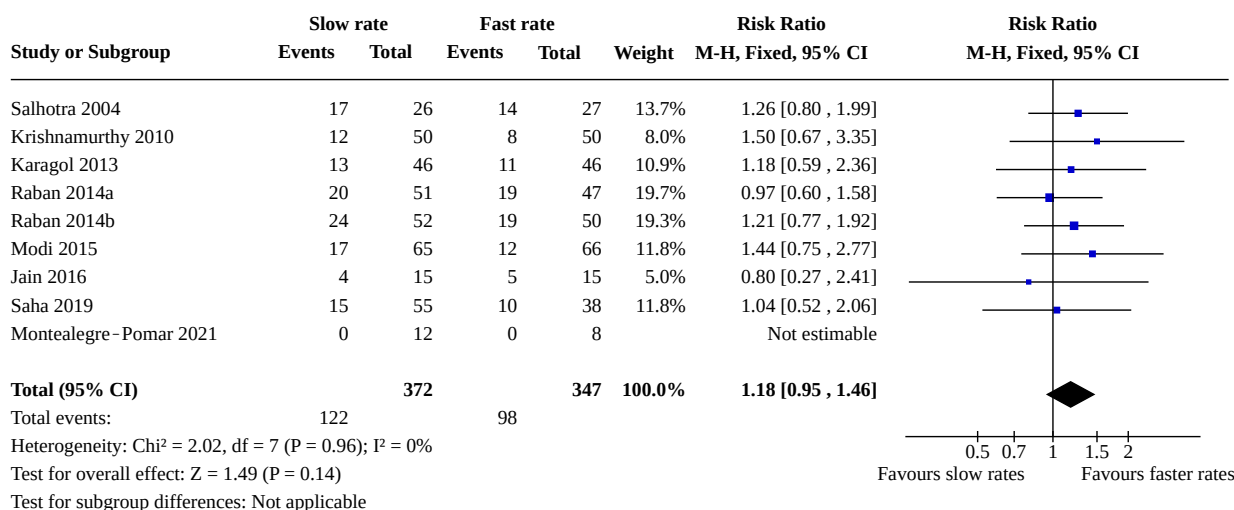 Slow rate Fast rate Risk Ratio Risk Ratio
Study or Subgroup Events Total Events Total Weight M-H, Fixed, 95% CI M-H, Fixed, 95% CI
Salhotra 2004 17 26 14 27 13.7% 1.26 [0.80 , 1.99]
Krishnamurthy 2010 12 50 8 50 8.0% 1.50 [0.67 , 3.35]
Karagol 2013 13 46 11 46 10.9% 1.18 [0.59 , 2.36]
Raban 2014a 20 51 19 47 19.7% 0.97 [0.60 , 1.58]
Raban 2014b 24 52 19 50 19.3% 1.21 [0.77 , 1.92]
Modi 2015 17 65 12 66 11.8% 1.44 [0.75 , 2.77]
Jain 2016 4 15 5 15 5.0% 0.80 [0.27 , 2.41]
Saha 2019 15 55 10 38 11.8% 1.04 [0.52 , 2.06]
Montealegre-Pomar 2021 0 12 0 8 Not estimable
Total (95% CI) 372 347 100.0% 1.18 [0.95 , 1.46]
Total events: 122 98
Heterogeneity: Chi² = 2.02, df = 7 (P = 0.96); I² = 0%
0.5 0.7 1 1.5 2
Test for overall effect: Z = 1.49 (P = 0.14) Favours slow rates Favours faster rates
Test for subgroup differences: Not applicable